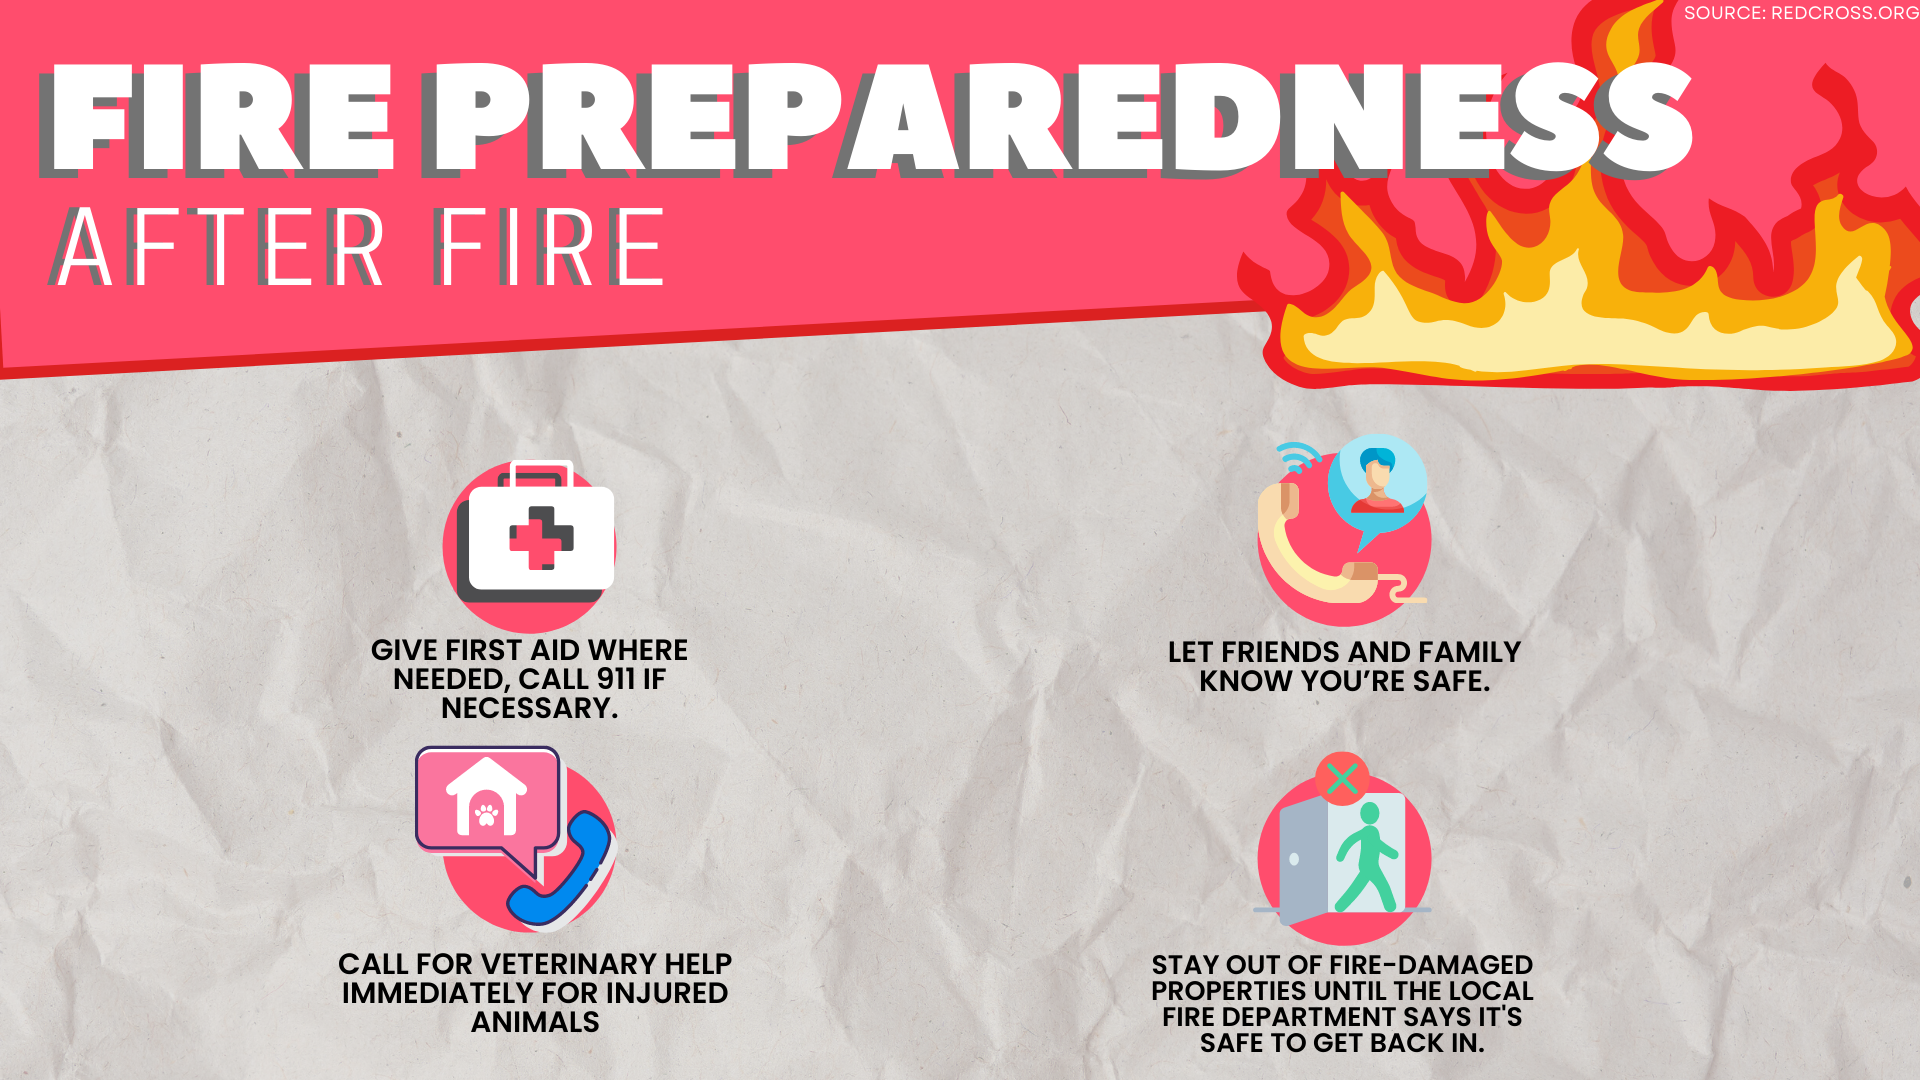 SOURCE: REDCROSS.ORG
FIRE PREPAREDNESS
AFTER FIRE
GIVE FIRST AID WHERE
NEEDED, CALL 911 IF
NECESSARY.
LET FRIENDS AND FAMILY
KNOW YOU’RE SAFE.
CALL FOR VETERINARY HELP
IMMEDIATELY FOR INJURED
ANIMALS
STAY OUT OF FIRE-DAMAGED
PROPERTIES UNTIL THE LOCAL
FIRE DEPARTMENT SAYS IT'S
SAFE TO GET BACK IN.